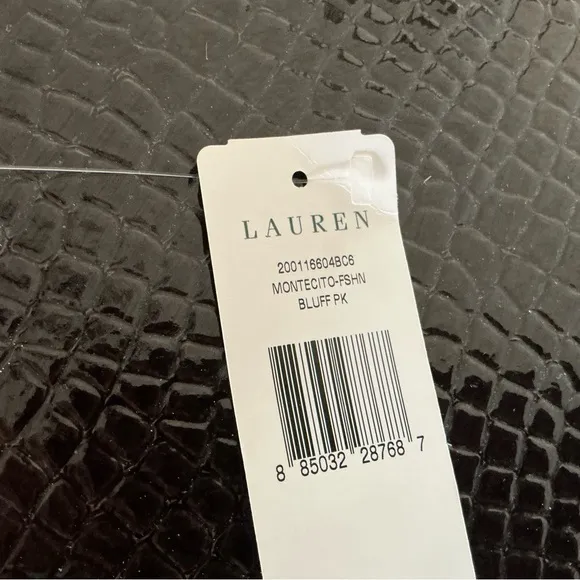 LAUREN
200116604BC6
MONTECITO-FSHN
BLUFF PK
8 85032 28768 7